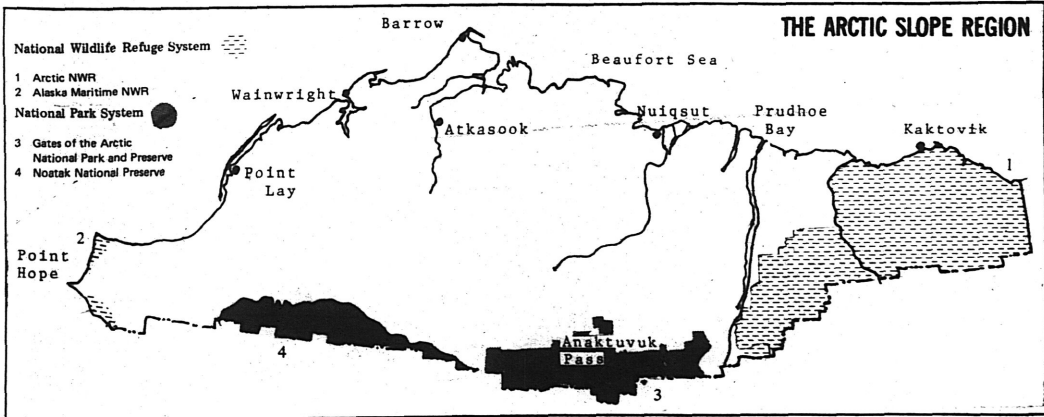 THE ARCTIC SLOPE REGION
National Wildlife Refuge System
1 Arctic NWR
2 Alaska Maritime NWR
National Park System
3 Gates of the Arctic
National Park and Preserve
4 Noatak National Preserve
Barrow
Beaufort Sea
Wainwright
Atkasook
Nuiqsut
Prudhoe
Bay
Kaktovik
1
Point
Lay
2
Point
Hope
Anaktuvuk
Pass
4
3